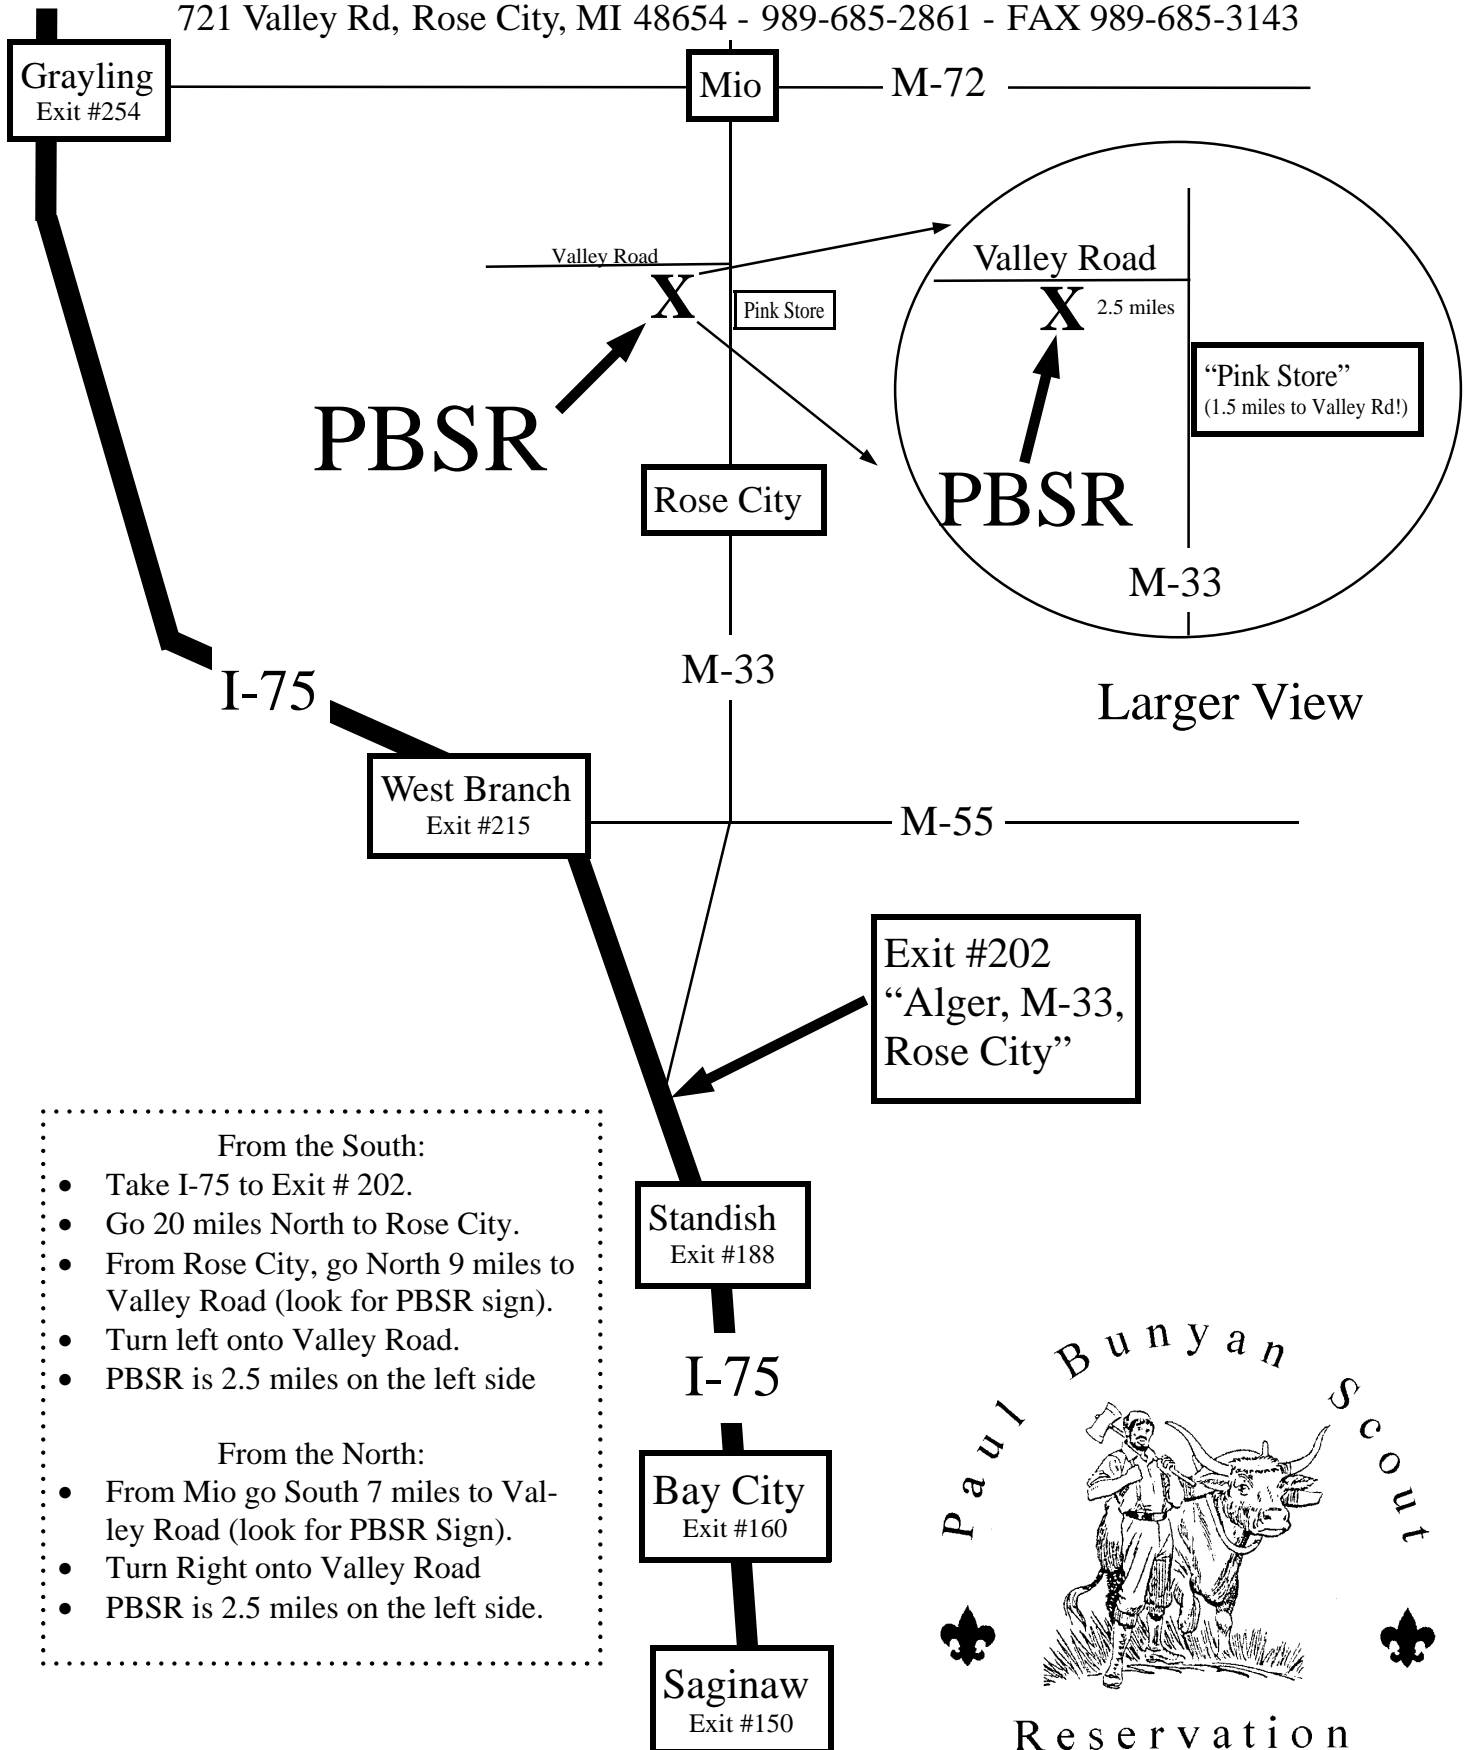 721 Valley Rd, Rose City, MI 48654 - 989-685-2861 - FAX 989-685-3143
Grayling
Exit #254
Mio
M-72
Valley Road
X
Pink Store
PBSR
Valley Road
X
2.5 miles
“Pink Store”
(1.5 miles to Valley Rd!)
PBSR
M-33
Larger View
Rose City
M-33
I-75
West Branch
Exit #215
M-55
Exit #202
“Alger, M-33,
Rose City”
From the South:
• Take I-75 to Exit # 202.
• Go 20 miles North to Rose City.
• From Rose City, go North 9 miles to
Valley Road (look for PBSR sign).
• Turn left onto Valley Road.
• PBSR is 2.5 miles on the left side
From the North:
• From Mio go South 7 miles to Val-
ley Road (look for PBSR Sign).
• Turn Right onto Valley Road
• PBSR is 2.5 miles on the left side.
Standish
Exit #188
I-75
Bay City
Exit #160
Saginaw
Exit #150
Paul Bunyan Scout
Reservation